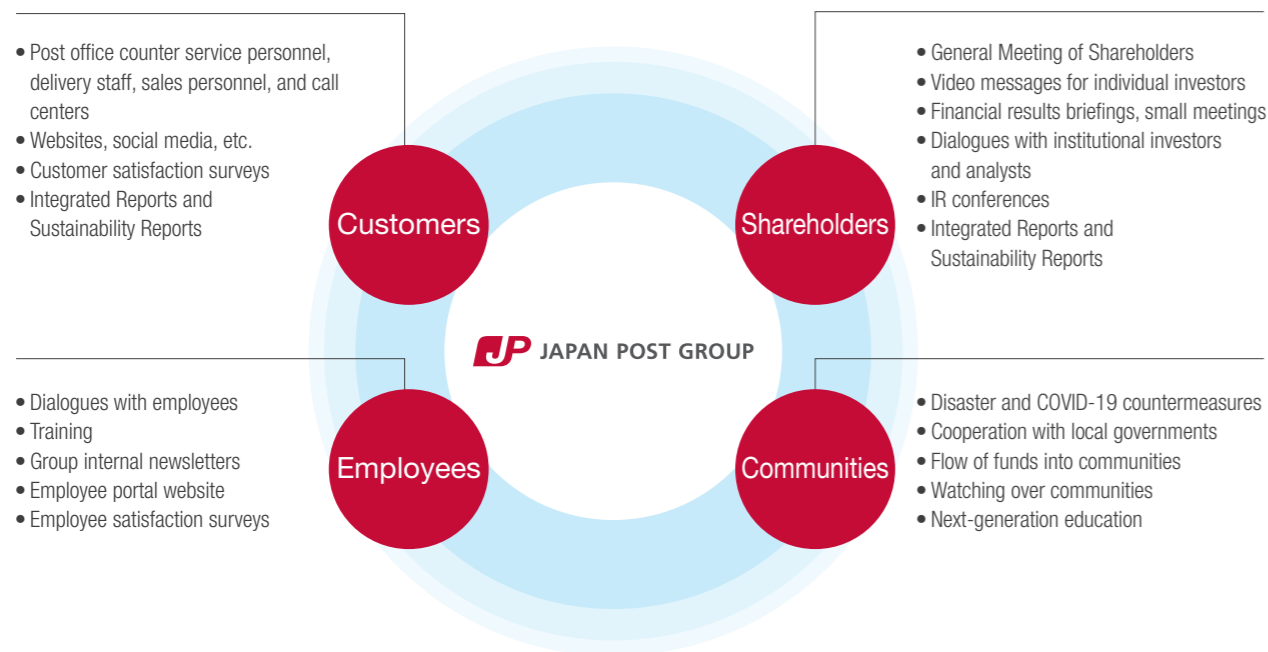 • Post office counter service personnel,
delivery staff, sales personnel, and call
centers
• Websites, social media, etc.
• Customer satisfaction surveys
• Integrated Reports and
Sustainability Reports
Customers
Shareholders
• General Meeting of Shareholders
• Video messages for individual investors
• Financial results briefings, small meetings
• Dialogues with institutional investors
and analysts
• IR conferences
• Integrated Reports and
Sustainability Reports
JP JAPAN POST GROUP
• Dialogues with employees
• Training
• Group internal newsletters
• Employee portal website
• Employee satisfaction surveys
Employees
Communities
• Disaster and COVID-19 countermeasures
• Cooperation with local governments
• Flow of funds into communities
• Watching over communities
• Next-generation education